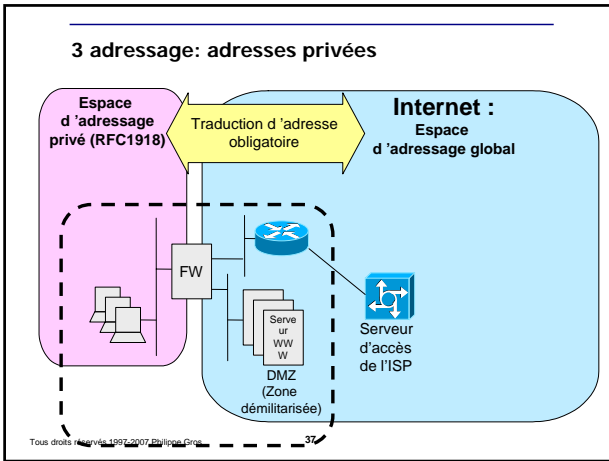 3 adressage: adresses privées
Espace
d 'adressage
privé (RFC1918)
Traduction d 'adresse
obligatoire
Internet :
Espace
d 'adressage global
FW
Serve
ur
WW
W
DMZ
(Zone
démilitarisée)
Serveur
d'accès
de l'ISP
Tous droits réservés 1997-2007 Philippe Gros
37